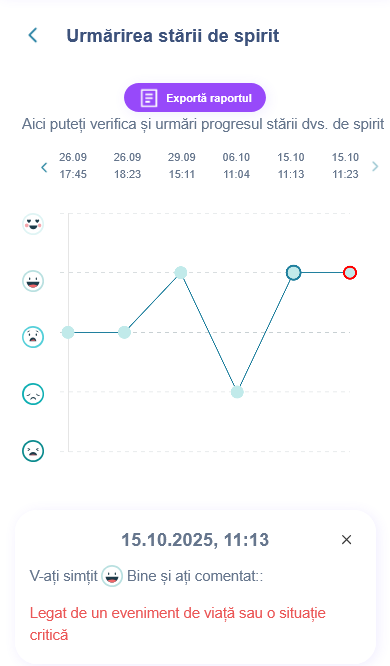 Urmărirea stării de spirit
Exportă raportul
Aici puteți verifica și urmări progresul stării dvs. de spirit
26.09 26.09 29.09 06.10 15.10 15.10
17:45 18:23 15:11 11:04 11:13 11:23
15.10.2025, 11:13
V-ați simțit Bine și ați comentat::
Legat de un eveniment de viață sau o situație
critică